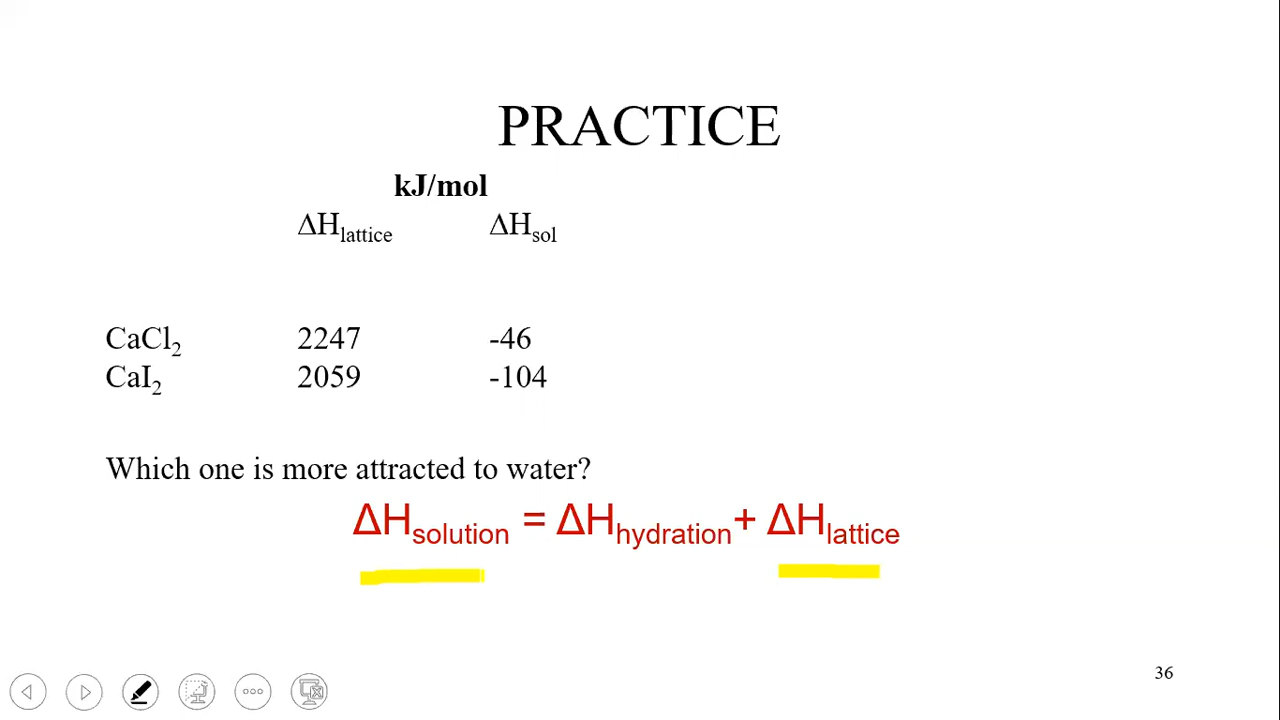 PRACTICE
kJ/mol
ΔHlattice ΔHsol
CaCl2 2247 -46
CaI2 2059 -104
Which one is more attracted to water?
ΔHsolution = ΔHhydration+ ΔHlattice
36